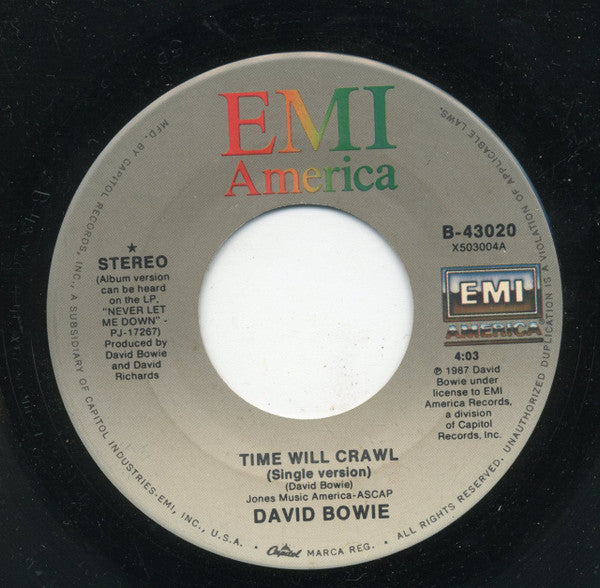 EMI
America
★
STEREO
(Album version
can be heard
on the LP,
"NEVER LET
ME DOWN" -
PJ-17267)
Produced by
David Bowie
and David
Richards
B-43020
X503004A
EMI
AMERICA
4:03
℗ 1987 David
Bowie under
license to EMI
America Records,
a division
of Capitol
Records, Inc.
TIME WILL CRAWL
(Single version)
(David Bowie)
Jones Music America-ASCAP
DAVID BOWIE
MFD. BY CAPITOL RECORDS, INC., A SUBSIDIARY OF CAPITOL INDUSTRIES-EMI, INC., U.S.A. • Capitol MARCA REG. • ALL RIGHTS RESERVED. UNAUTHORIZED DUPLICATION IS A VIOLATION OF APPLICABLE LAWS.